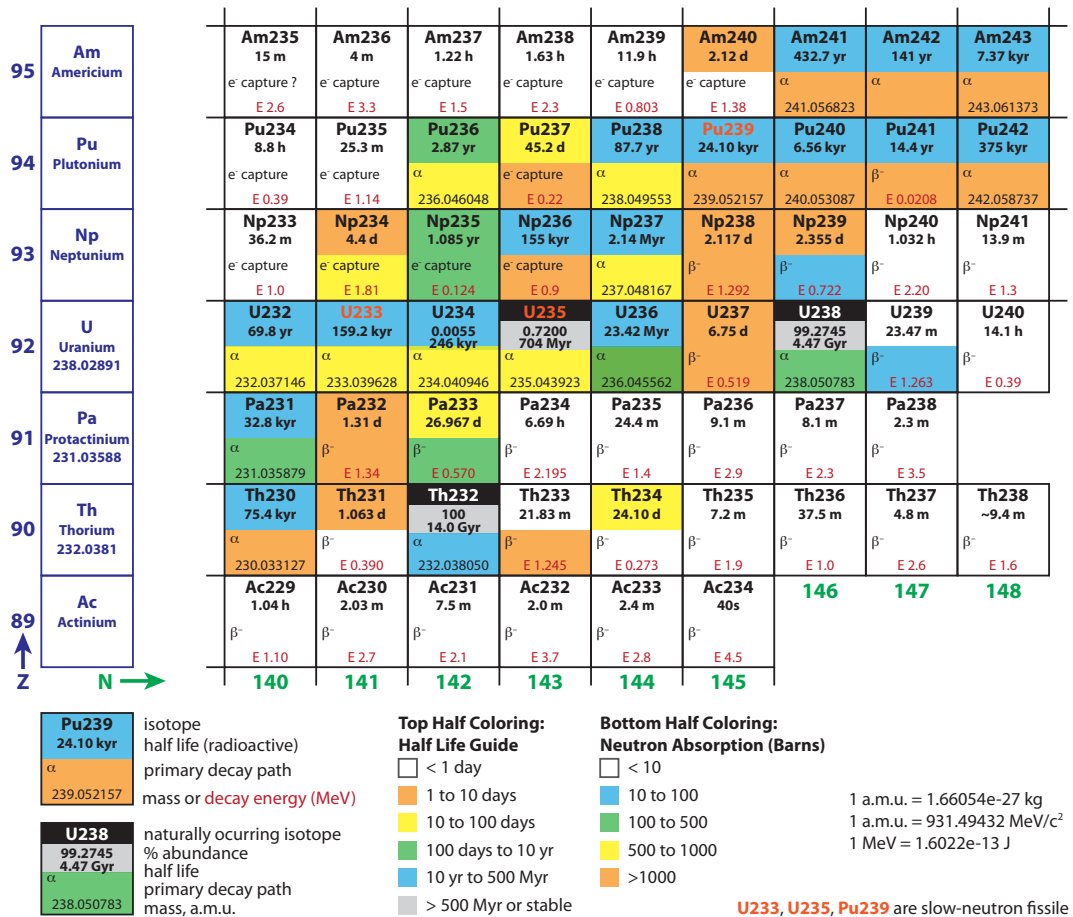 95
Am
Americium
Am235
15 m
e⁻ capture ?
E 2.6
Am236
4 m
e⁻ capture
E 3.3
Am237
1.22 h
e⁻ capture
E 1.5
Am238
1.63 h
e⁻ capture
E 2.3
Am239
11.9 h
e⁻ capture
E 0.803
Am240
2.12 d
e⁻ capture
E 1.38
Am241
432.7 yr
α
241.056823
Am242
141 yr
α
Am243
7.37 kyr
α
243.061373
94
Pu
Plutonium
Pu234
8.8 h
e⁻ capture
E 0.39
Pu235
25.3 m
e⁻ capture
E 1.14
Pu236
2.87 yr
α
236.046048
Pu237
45.2 d
e⁻ capture
E 0.22
Pu238
87.7 yr
α
238.049553
Pu239
24.10 kyr
α
239.052157
Pu240
6.56 kyr
α
240.053087
Pu241
14.4 yr
β⁻
E 0.0208
Pu242
375 kyr
α
242.058737
93
Np
Neptunium
Np233
36.2 m
e⁻ capture
E 1.0
Np234
4.4 d
e⁻ capture
E 1.81
Np235
1.085 yr
e⁻ capture
E 0.124
Np236
155 kyr
e⁻ capture
E 0.9
Np237
2.14 Myr
α
237.048167
Np238
2.117 d
β⁻
E 1.292
Np239
2.355 d
β⁻
E 0.722
Np240
1.032 h
β⁻
E 2.20
Np241
13.9 m
β⁻
E 1.3
92
U
Uranium
238.02891
U232
69.8 yr
α
232.037146
U233
159.2 kyr
α
233.039628
U234
0.0055
246 kyr
α
234.040946
U235
0.7200
704 Myr
α
235.043923
U236
23.42 Myr
α
236.045562
U237
6.75 d
β⁻
E 0.519
U238
99.2745
4.47 Gyr
α
238.050783
U239
23.47 m
β⁻
E 1.263
U240
14.1 h
β⁻
E 0.39
91
Pa
Protactinium
231.03588
Pa231
32.8 kyr
α
231.035879
Pa232
1.31 d
β⁻
E 1.34
Pa233
26.967 d
β⁻
E 0.570
Pa234
6.69 h
β⁻
E 2.195
Pa235
24.4 m
β⁻
E 1.4
Pa236
9.1 m
β⁻
E 2.9
Pa237
8.1 m
β⁻
E 2.3
Pa238
2.3 m
β⁻
E 3.5
90
Th
Thorium
232.0381
Th230
75.4 kyr
α
230.033127
Th231
1.063 d
β⁻
E 0.390
Th232
100
14.0 Gyr
α
232.038050
Th233
21.83 m
β⁻
E 1.245
Th234
24.10 d
β⁻
E 0.273
Th235
7.2 m
β⁻
E 1.9
Th236
37.5 m
β⁻
E 1.0
Th237
4.8 m
β⁻
E 2.6
Th238
~9.4 m
β⁻
E 1.6
89
Ac
Actinium
Ac229
1.04 h
β⁻
E 1.10
Ac230
2.03 m
β⁻
E 2.7
Ac231
7.5 m
β⁻
E 2.1
Ac232
2.0 m
β⁻
E 3.7
Ac233
2.4 m
β⁻
E 2.8
Ac234
40s
β⁻
E 4.5
146 147 148
Z N 140 141 142 143 144 145
Pu239
24.10 kyr
α
239.052157
isotope
half life (radioactive)
primary decay path
mass or decay energy (MeV)
U238
99.2745
4.47 Gyr
α
238.050783
naturally ocurring isotope
% abundance
half life
primary decay path
mass, a.m.u.
Top Half Coloring:
Half Life Guide
< 1 day
1 to 10 days
10 to 100 days
100 days to 10 yr
10 yr to 500 Myr
> 500 Myr or stable
Bottom Half Coloring:
Neutron Absorption (Barns)
< 10
10 to 100
100 to 500
500 to 1000
>1000
1 a.m.u. = 1.66054e-27 kg
1 a.m.u. = 931.49432 MeV/c²
1 MeV = 1.6022e-13 J
U233, U235, Pu239 are slow-neutron fissile